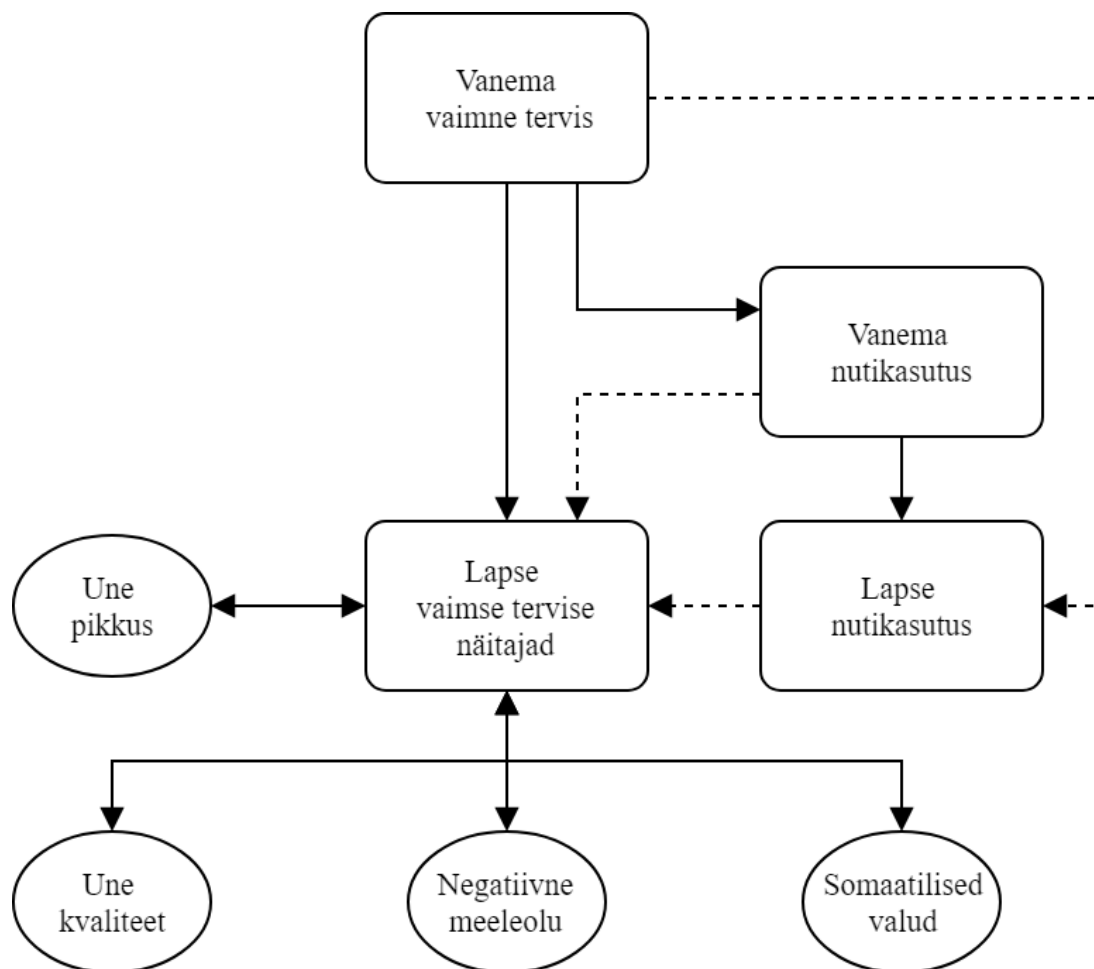 Vanema
vaimne tervis
Vanema
nutikasutus
Une
pikkus
Lapse
vaimse tervise
näitajad
Lapse
nutikasutus
Une
kvaliteet
Negatiivne
meeleolu
Somaatilised
valud